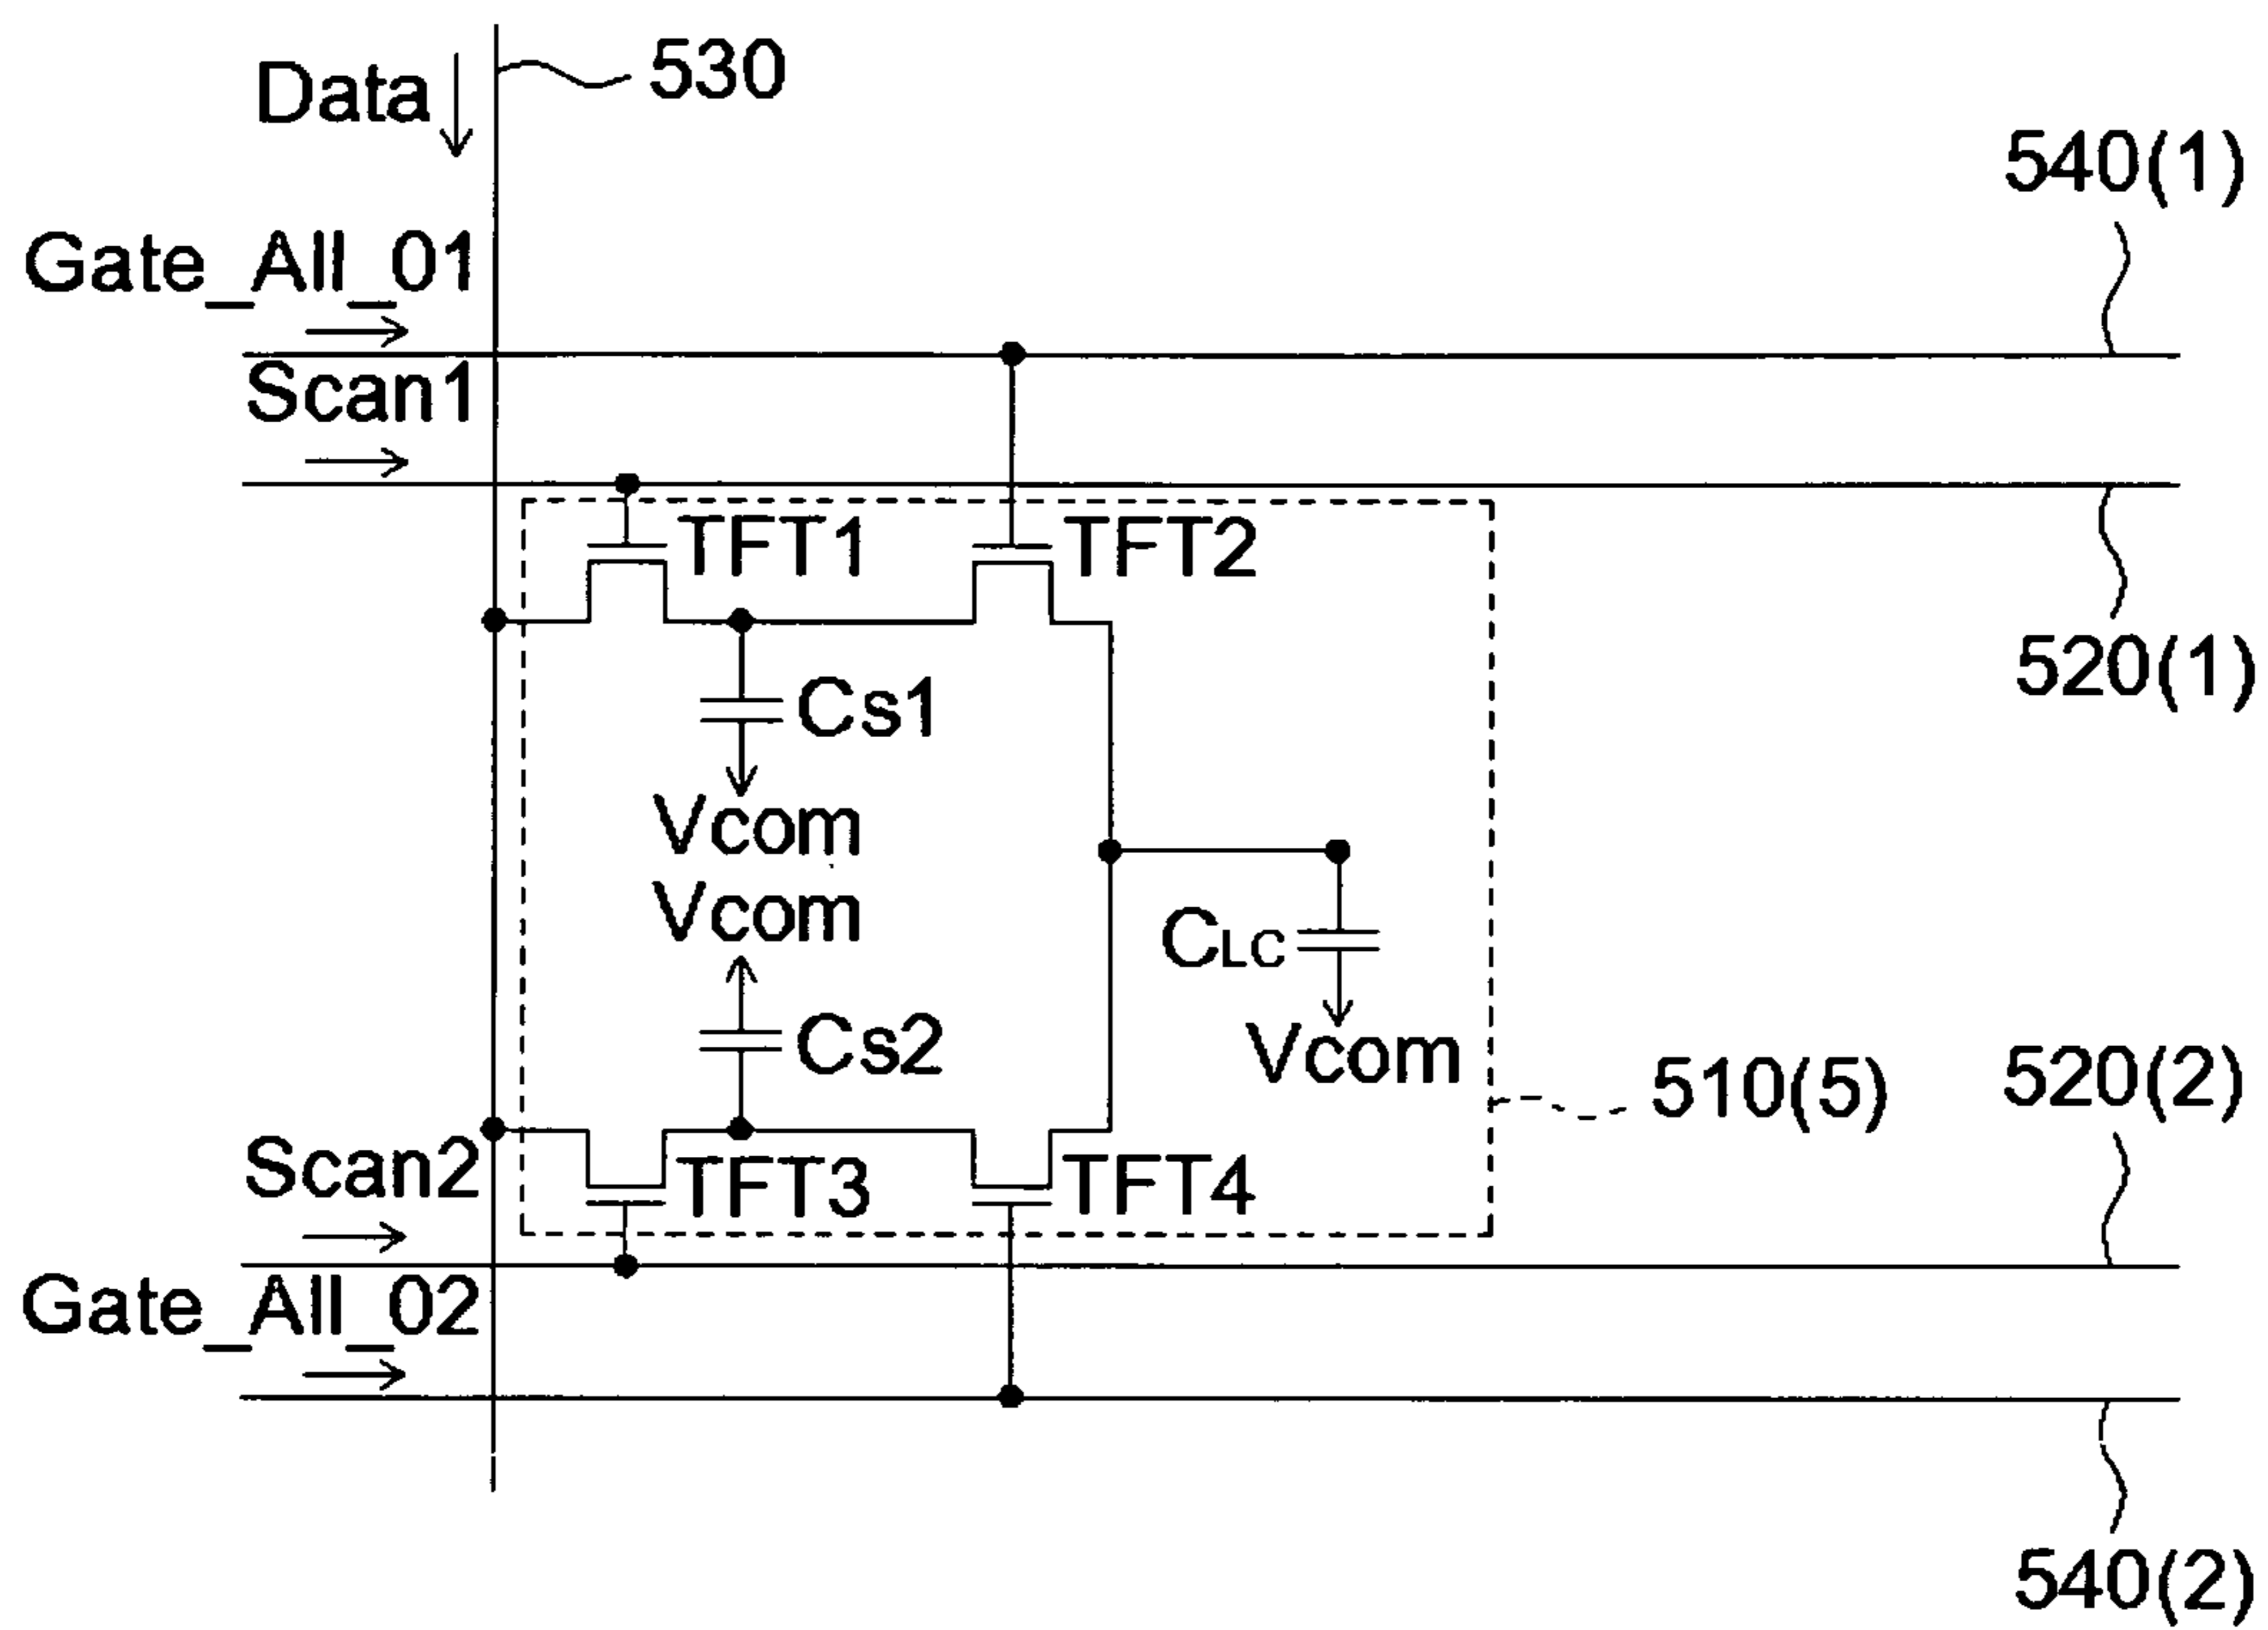 Data
530
540(1)
Gate_All_01
Scan1
TFT1
TFT2
520(1)
Cs1
Vcom
Vcom
CLC
Cs2
Vcom
510(5)
520(2)
Scan2
TFT3
TFT4
Gate_All_02
540(2)